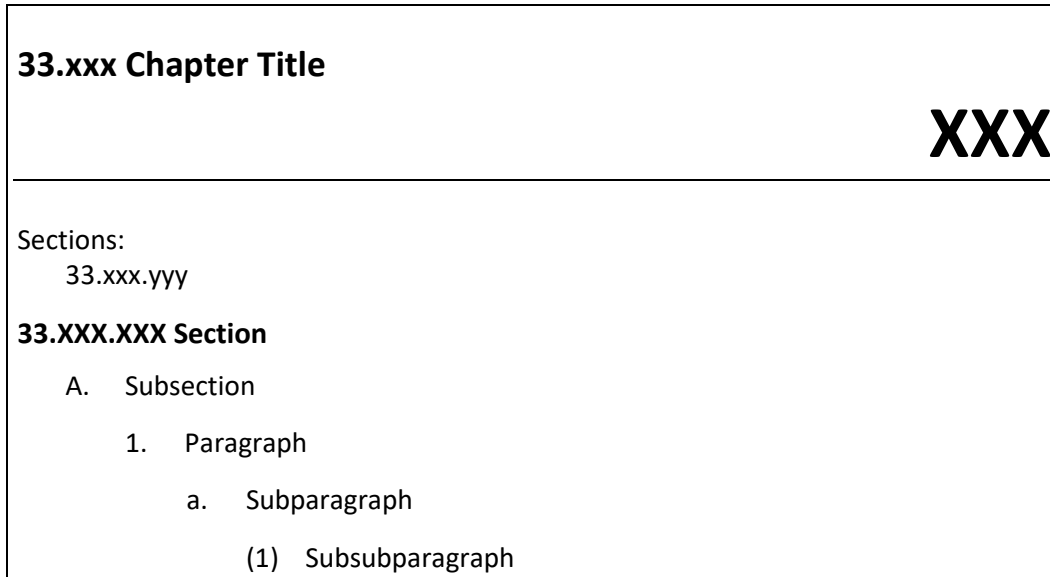 33.xxx Chapter Title
XXX
Sections:
33.xxx.yyy
33.XXX.XXX Section
A. Subsection
1. Paragraph
a. Subparagraph
(1) Subsubparagraph